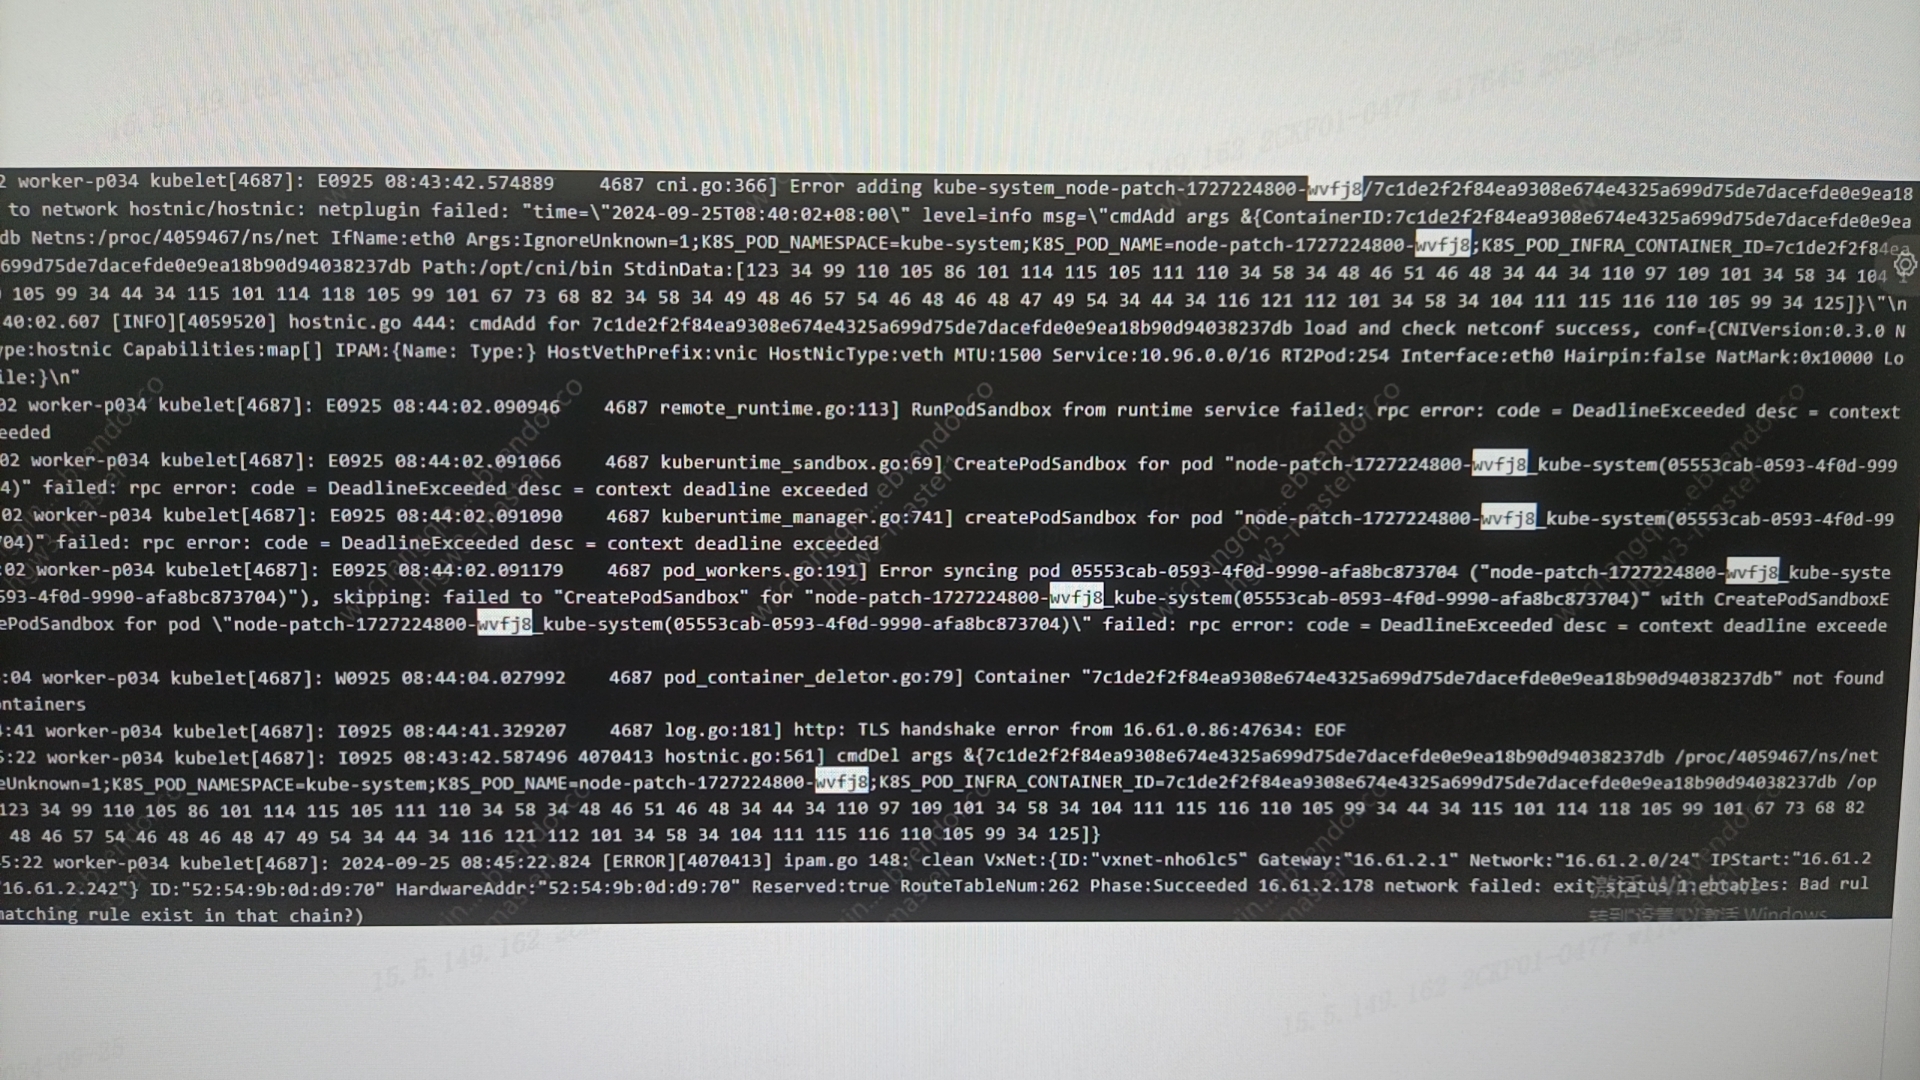 2 worker-p034 kubelet[4687]: E0925 08:43:42.574889 4687 cni.go:366] Error adding kube-system_node-patch-1727224800-wvfj8/7c1de2f2f84ea9308e674e4325a699d75de7dacefde0e9ea18
to network hostnic/hostnic: netplugin failed: "time=\"2024-09-25T08:40:02+08:00\" level=info msg=\"cmdAdd args &{ContainerID:7c1de2f2f84ea9308e674e4325a699d75de7dacefde0e9ea
db Netns:/proc/4059467/ns/net IfName:eth0 Args:IgnoreUnknown=1;K8S_POD_NAMESPACE=kube-system;K8S_POD_NAME=node-patch-1727224800-wvfj8;K8S_POD_INFRA_CONTAINER_ID=7c1de2f2f84ea
699d75de7dacefde0e9ea18b90d94038237db Path:/opt/cni/bin StdinData:[123 34 99 110 105 86 101 114 115 105 111 110 34 58 34 48 46 51 46 48 34 44 34 110 97 109 101 34 58 34 104
105 99 34 44 34 115 101 114 118 105 99 101 67 73 68 82 34 58 34 49 48 46 57 54 46 48 46 48 47 49 54 34 44 34 116 121 112 101 34 58 34 104 111 115 116 110 105 99 34 125]}\"\n
40:02.607 [INFO][4059520] hostnic.go 444: cmdAdd for 7c1de2f2f84ea9308e674e4325a699d75de7dacefde0e9ea18b90d94038237db load and check netconf success, conf={CNIVersion:0.3.0 N
ype:hostnic Capabilities:map[] IPAM:{Name: Type:} HostVethPrefix:vnic HostNicType:veth MTU:1500 Service:10.96.0.0/16 RT2Pod:254 Interface:eth0 Hairpin:false NatMark:0x10000 Lo
ile:}\n"
02 worker-p034 kubelet[4687]: E0925 08:44:02.090946 4687 remote_runtime.go:113] RunPodSandbox from runtime service failed: rpc error: code = DeadlineExceeded desc = context
eeded
02 worker-p034 kubelet[4687]: E0925 08:44:02.091066 4687 kuberuntime_sandbox.go:69] CreatePodSandbox for pod "node-patch-1727224800-wvfj8_kube-system(05553cab-0593-4f0d-999
4)" failed: rpc error: code = DeadlineExceeded desc = context deadline exceeded
02 worker-p034 kubelet[4687]: E0925 08:44:02.091090 4687 kuberuntime_manager.go:741] createPodSandbox for pod "node-patch-1727224800-wvfj8_kube-system(05553cab-0593-4f0d-99
04)" failed: rpc error: code = DeadlineExceeded desc = context deadline exceeded
:02 worker-p034 kubelet[4687]: E0925 08:44:02.091179 4687 pod_workers.go:191] Error syncing pod 05553cab-0593-4f0d-9990-afa8bc873704 ("node-patch-1727224800-wvfj8_kube-syste
593-4f0d-9990-afa8bc873704)"), skipping: failed to "CreatePodSandbox" for "node-patch-1727224800-wvfj8_kube-system(05553cab-0593-4f0d-9990-afa8bc873704)" with CreatePodSandboxE
ePodSandbox for pod \"node-patch-1727224800-wvfj8_kube-system(05553cab-0593-4f0d-9990-afa8bc873704)\" failed: rpc error: code = DeadlineExceeded desc = context deadline exceede
:04 worker-p034 kubelet[4687]: W0925 08:44:04.027992 4687 pod_container_deletor.go:79] Container "7c1de2f2f84ea9308e674e4325a699d75de7dacefde0e9ea18b90d94038237db" not found
ntainers
:41 worker-p034 kubelet[4687]: I0925 08:44:41.329207 4687 log.go:181] http: TLS handshake error from 16.61.0.86:47634: EOF
5:22 worker-p034 kubelet[4687]: I0925 08:43:42.587496 4070413 hostnic.go:561] cmdDel args &{7c1de2f2f84ea9308e674e4325a699d75de7dacefde0e9ea18b90d94038237db /proc/4059467/ns/net
eUnknown=1;K8S_POD_NAMESPACE=kube-system;K8S_POD_NAME=node-patch-1727224800-wvfj8;K8S_POD_INFRA_CONTAINER_ID=7c1de2f2f84ea9308e674e4325a699d75de7dacefde0e9ea18b90d94038237db /op
123 34 99 110 105 86 101 114 115 105 111 110 34 58 34 48 46 51 46 48 34 44 34 110 97 109 101 34 58 34 104 111 115 116 110 105 99 34 44 34 115 101 114 118 105 99 101 67 73 68 82
48 46 57 54 46 48 46 48 47 49 54 34 44 34 116 121 112 101 34 58 34 104 111 115 116 110 105 99 34 125]}
5:22 worker-p034 kubelet[4687]: 2024-09-25 08:45:22.824 [ERROR][4070413] ipam.go 148: clean VxNet:{ID:"vxnet-nho6lc5" Gateway:"16.61.2.1" Network:"16.61.2.0/24" IPStart:"16.61.2
16.61.2.242"} ID:"52:54:9b:0d:d9:70" HardwareAddr:"52:54:9b:0d:d9:70" Reserved:true RouteTableNum:262 Phase:Succeeded 16.61.2.178 network failed: exit status 1:ebtables: Bad rul
atching rule exist in that chain?)
激活 Windows
转到"设置"以激活 Windows